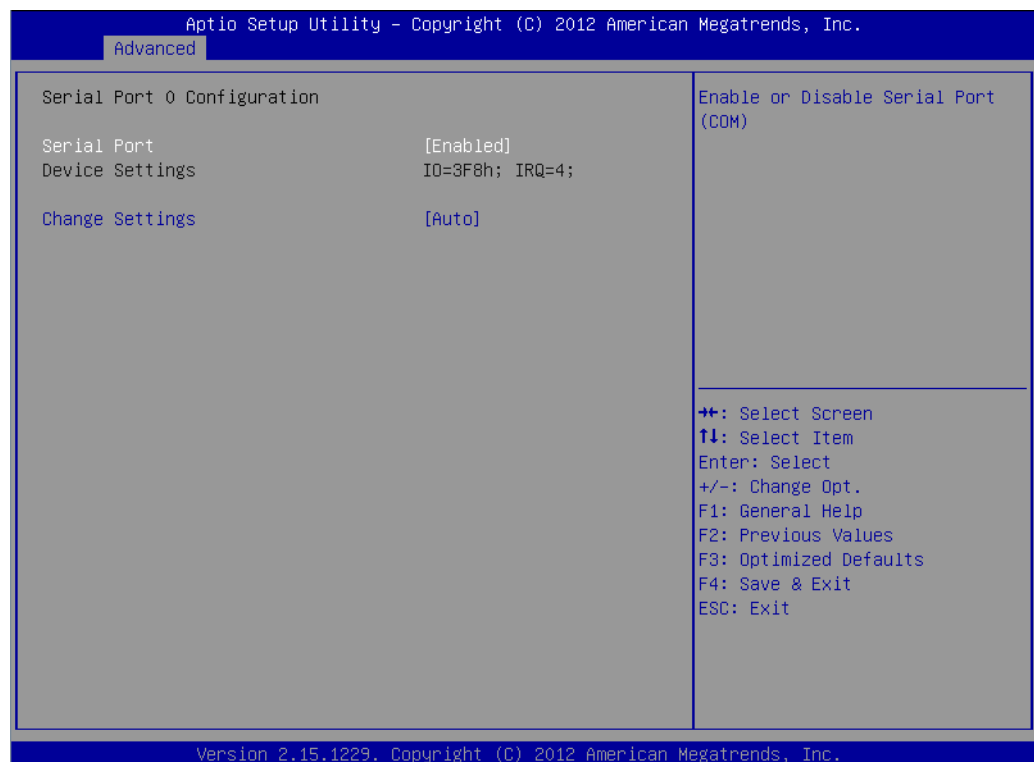 Aptio Setup Utility – Copyright (C) 2012 American Megatrends, Inc.
Advanced
Serial Port 0 Configuration
Serial Port [Enabled]
Device Settings IO=3F8h; IRQ=4;
Change Settings [Auto]
Enable or Disable Serial Port
(COM)
→←: Select Screen
↑↓: Select Item
Enter: Select
+/-: Change Opt.
F1: General Help
F2: Previous Values
F3: Optimized Defaults
F4: Save & Exit
ESC: Exit
Version 2.15.1229. Copyright (C) 2012 American Megatrends, Inc.